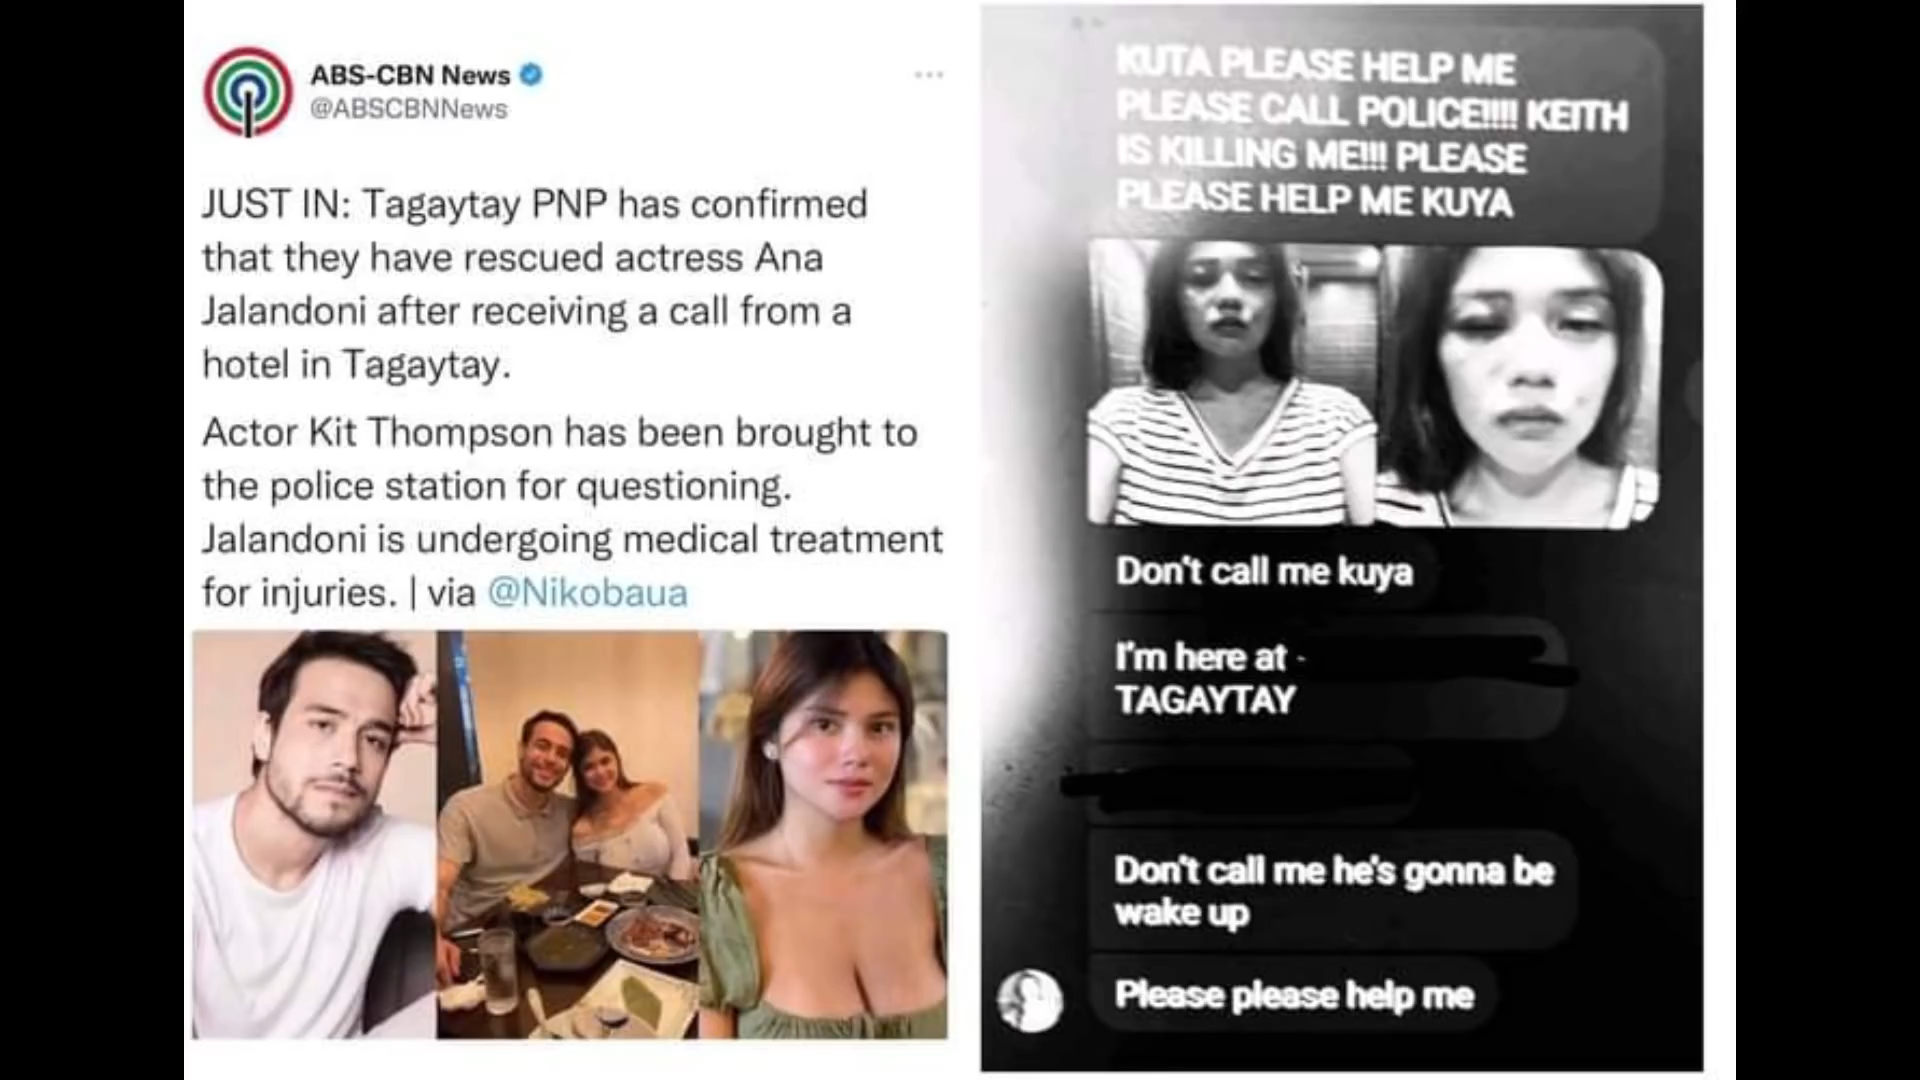 ABS-CBN News
@ABSCBNNews
JUST IN: Tagaytay PNP has confirmed
that they have rescued actress Ana
Jalandoni after receiving a call from a
hotel in Tagaytay.
Actor Kit Thompson has been brought to
the police station for questioning.
Jalandoni is undergoing medical treatment
for injuries. | via @Nikobaua
KUTA PLEASE HELP ME
PLEASE CALL POLICE!!!! KEITH
IS KILLING ME!!! PLEASE
PLEASE HELP ME KUYA
Don't call me kuya
I'm here at -
TAGAYTAY
Don't call me he's gonna be
wake up
Please please help me